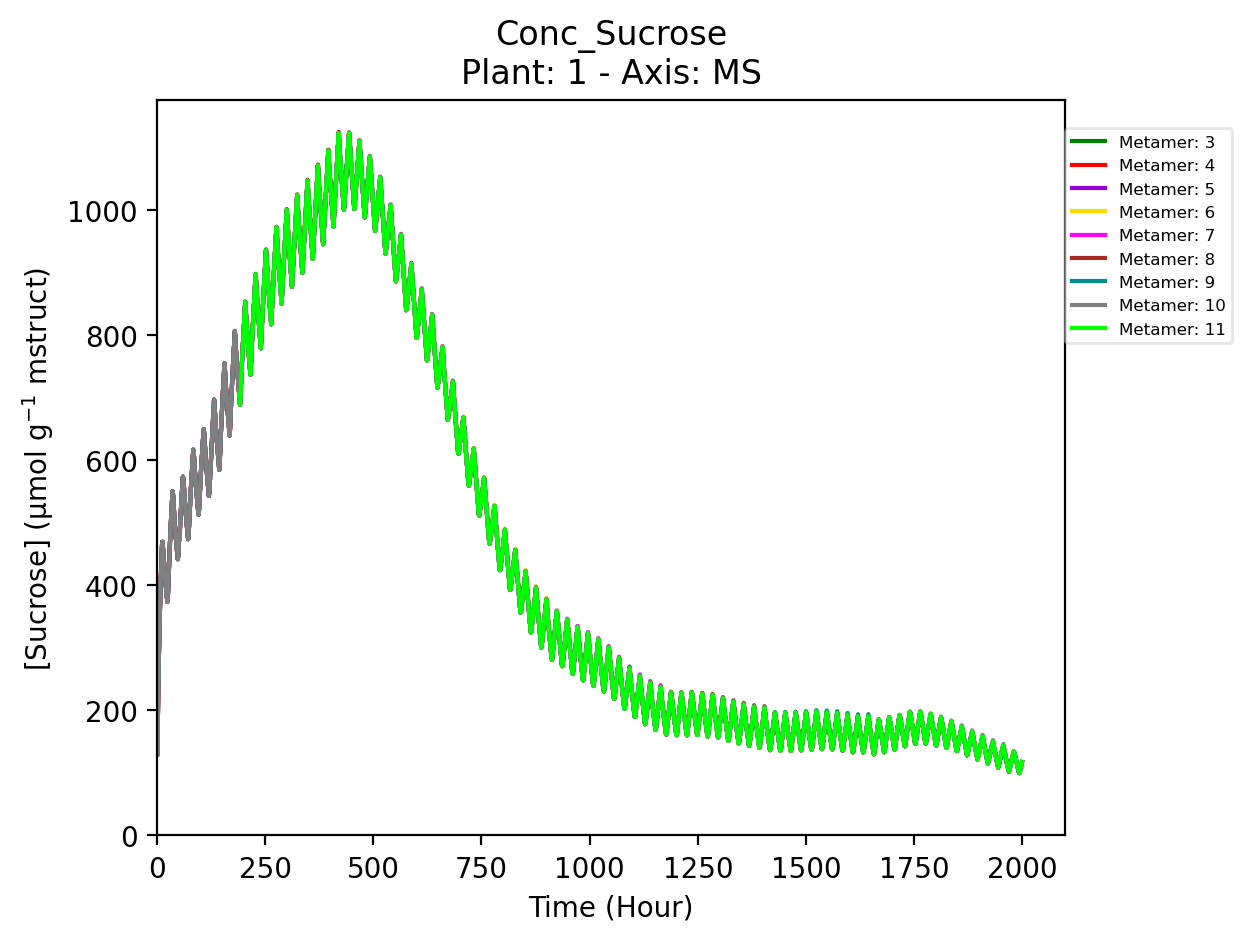 Conc_Sucrose
Plant: 1 - Axis: MS
[Sucrose] (µmol g⁻¹ mstruct)
1000
800
600
400
200
0
0 250 500 750 1000 1250 1500 1750 2000
Time (Hour)
Metamer: 3
Metamer: 4
Metamer: 5
Metamer: 6
Metamer: 7
Metamer: 8
Metamer: 9
Metamer: 10
Metamer: 11